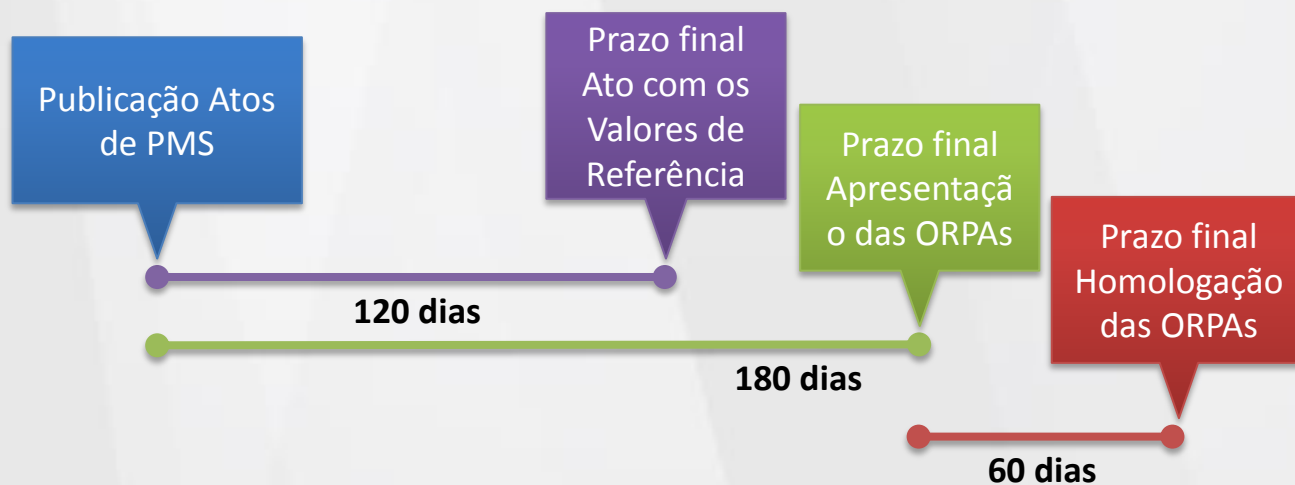 Publicação Atos
de PMS
Prazo final
Ato com os
Valores de
Referência
Prazo final
Apresentaçã
o das ORPAs
Prazo final
Homologação
das ORPAs
120 dias
180 dias
60 dias